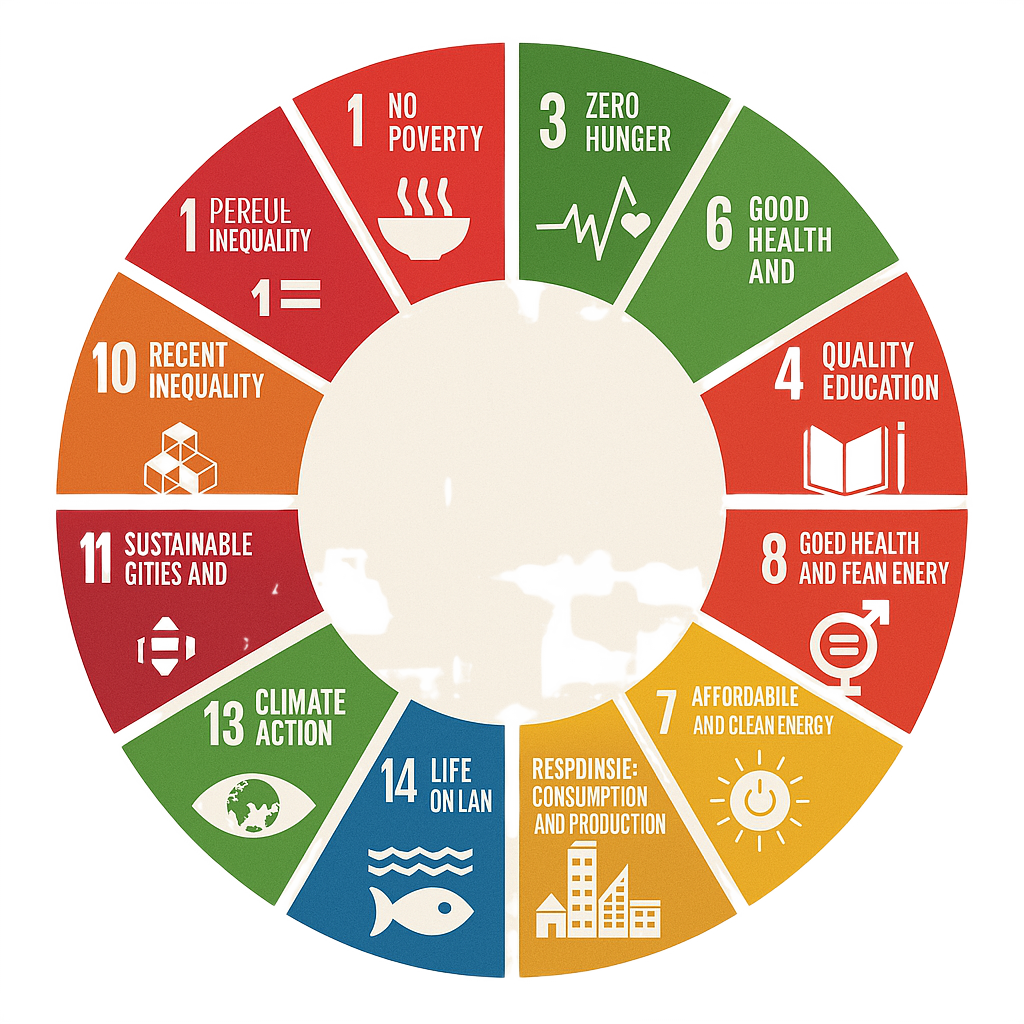 1 NO
POVERTY
3 ZERO
HUNGER
6 GOOD
HEALTH
AND
4 QUALITY
EDUCATION
8 GOED HEALTH
AND FEAN ENERY
7 AFFORDABILE
AND CLEAN ENERGY
RESPDINSIE:
CONSUMPTION
AND PRODUCTION
14 LIFE
ON LAN
13 CLIMATE
ACTION
11 SUSTAINABLE
GITIES AND
10 RECENT
INEQUALITY
1 PEREUL
INEQUALITY
1=